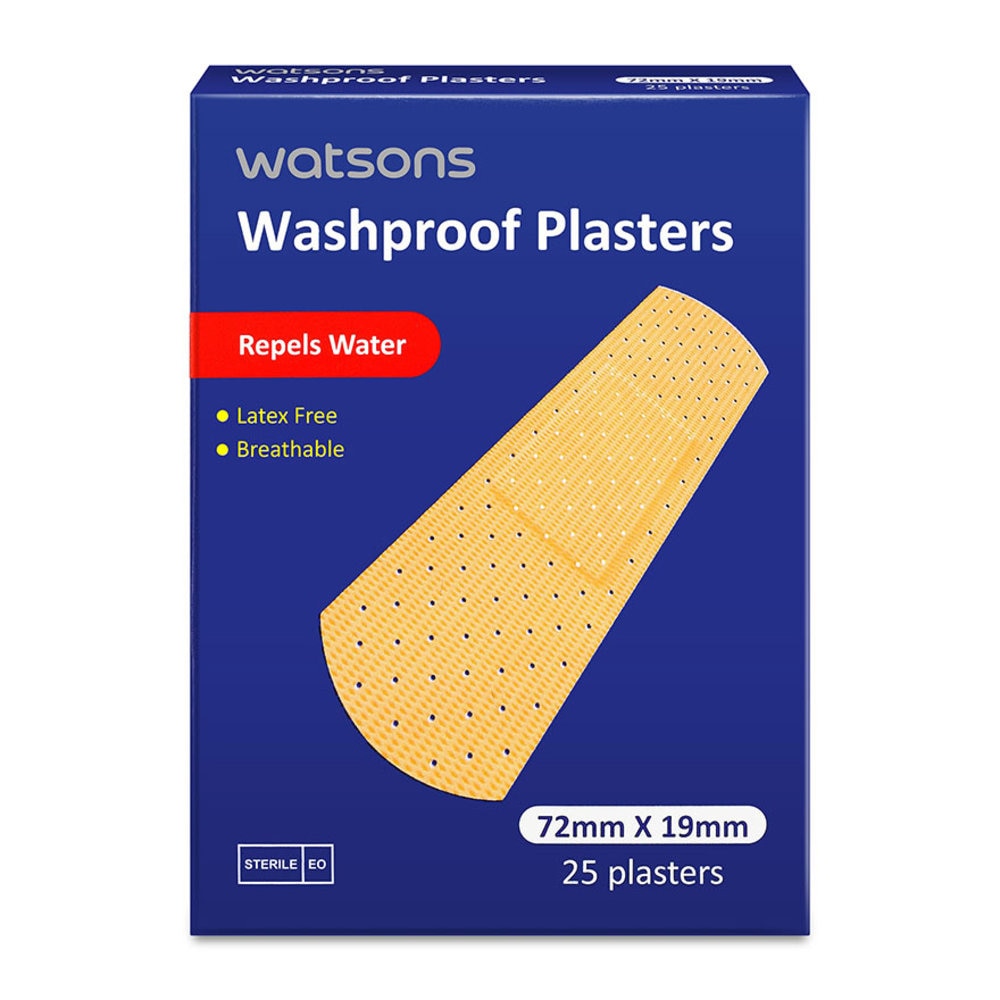 watsons
Washproof Plasters
72mm X 19mm
25 plasters
watsons
Washproof Plasters
Repels Water
Latex Free
Breathable
72mm X 19mm
25 plasters
STERILE EO